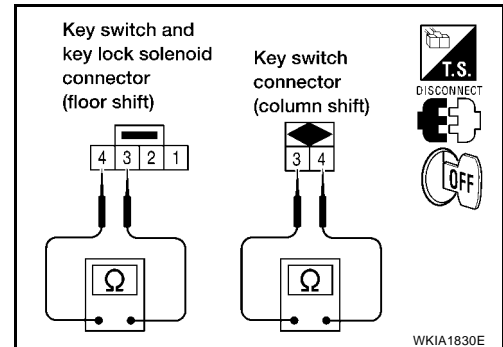 Key switch and
key lock solenoid
connector
(floor shift)
4 3 2 1
Ω
Key switch
connector
(column shift)
3 4
Ω
T.S.
DISCONNECT
OFF
WKIA1830E